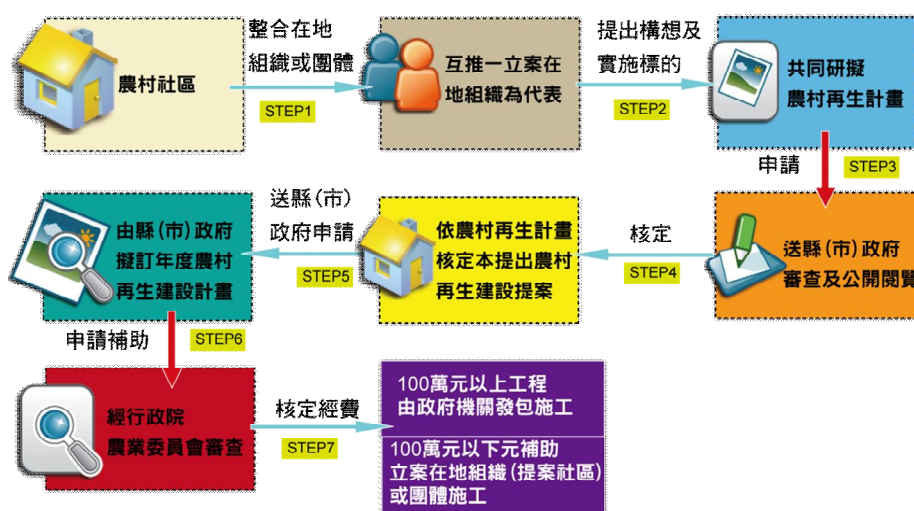 農村社區
整合在地
組織或團體
STEP1
互推一立案在
地組織為代表
提出構想及
實施標的
STEP2
共同研擬
農村再生計畫
申請
STEP3
送縣(市)政府
審查及公開閱覽
核定
STEP4
依農村再生計畫
核定本提出農村
再生建設提案
送縣(市)
政府申請
STEP5
由縣(市)政府
擬訂年度農村
再生建設計畫
申請補助
STEP6
經行政院
農業委員會審查
核定經費
STEP7
100萬元以上工程
由政府機關發包施工
100萬元以下元補助
立案在地組織(提案社區)
或團體施工